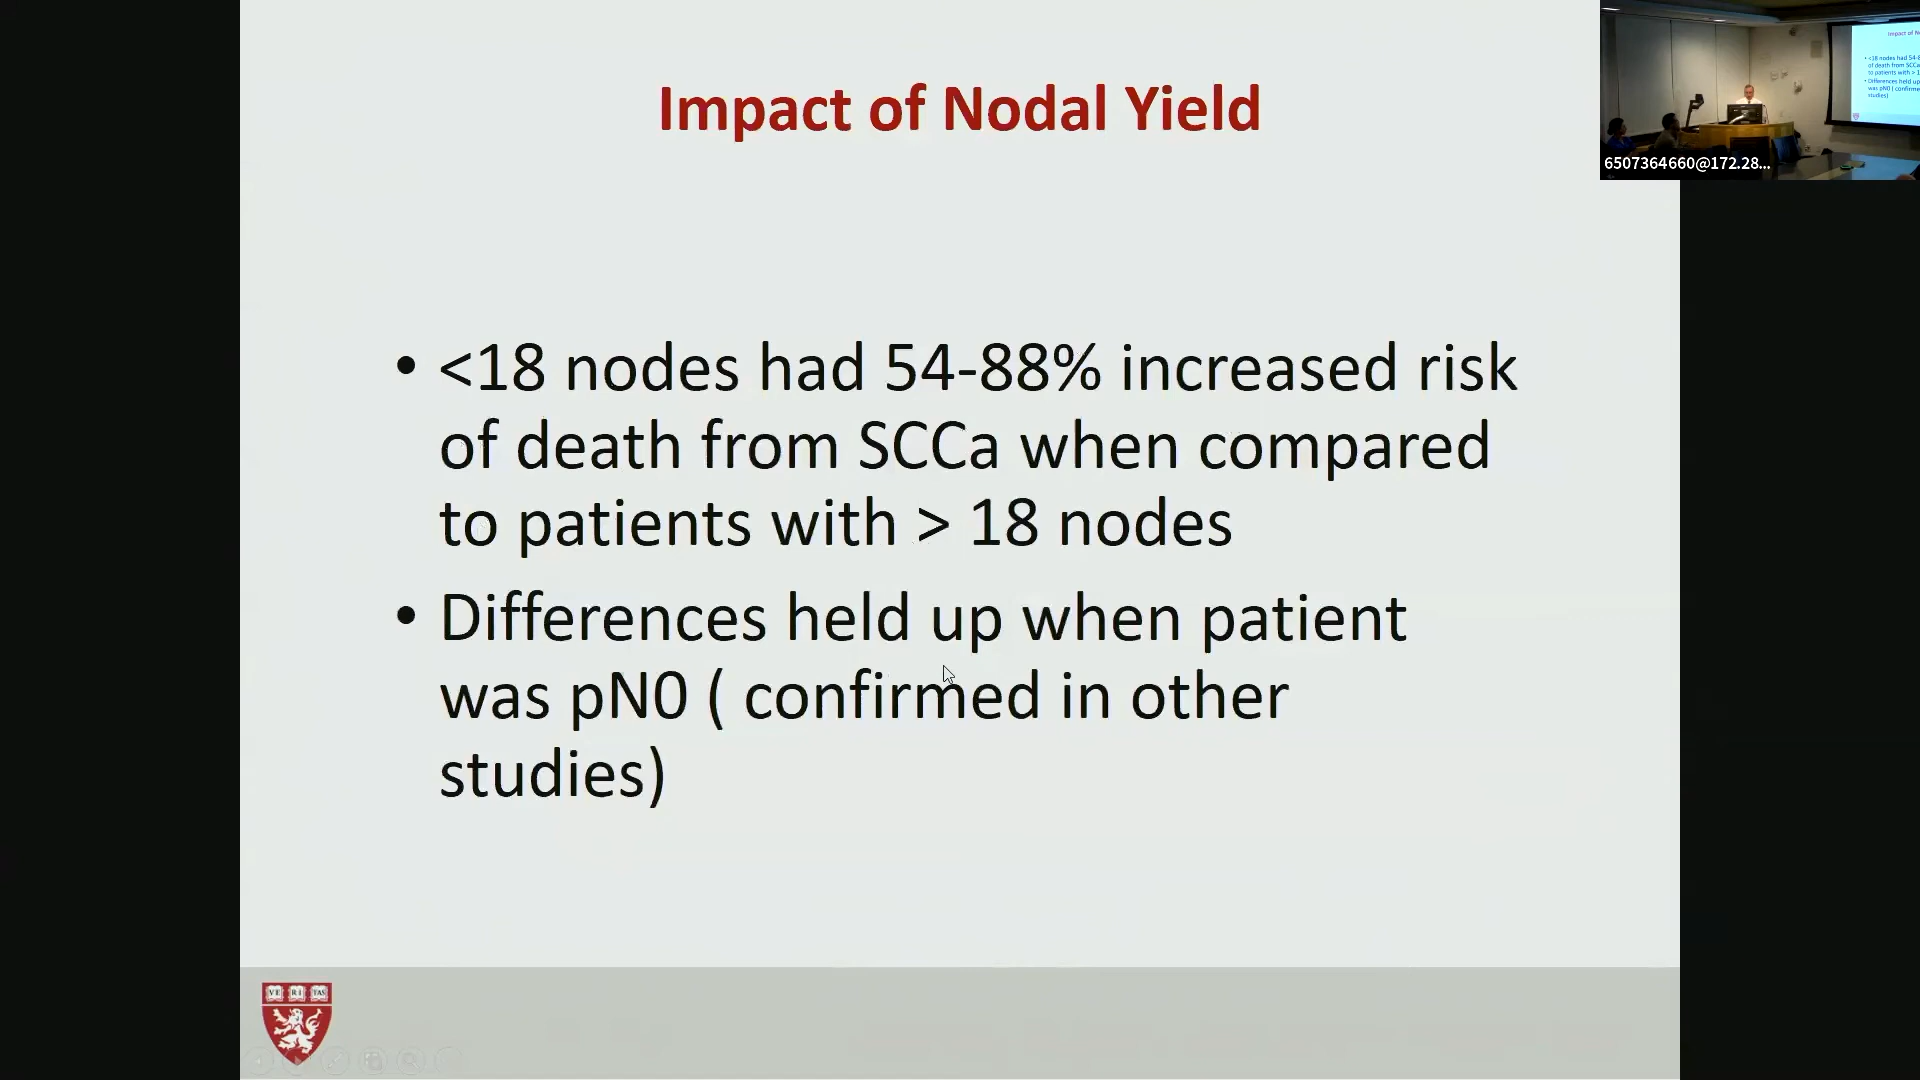 Impact of Nodal Yield
• <18 nodes had 54-88% increased risk
of death from SCCa when compared
to patients with > 18 nodes
• Differences held up when patient
was pN0 ( confirmed in other
studies)
6507364660@172.28...
VE RI TAS